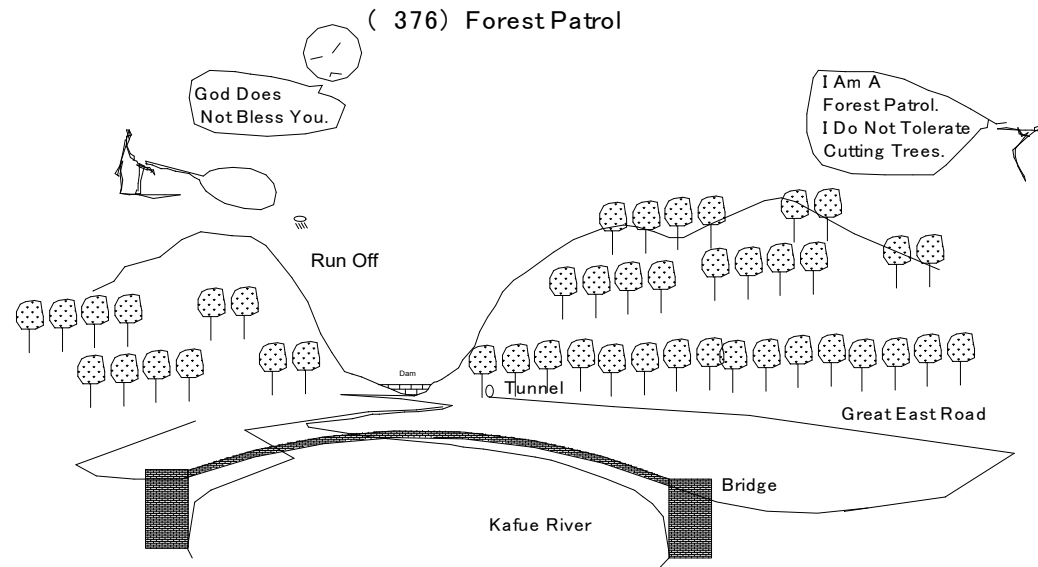 ( 376) Forest Patrol
God Does
Not Bless You.
I Am A
Forest Patrol.
I Do Not Tolerate
Cutting Trees.
Run Off
Dam
Tunnel
Great East Road
Bridge
Kafue River